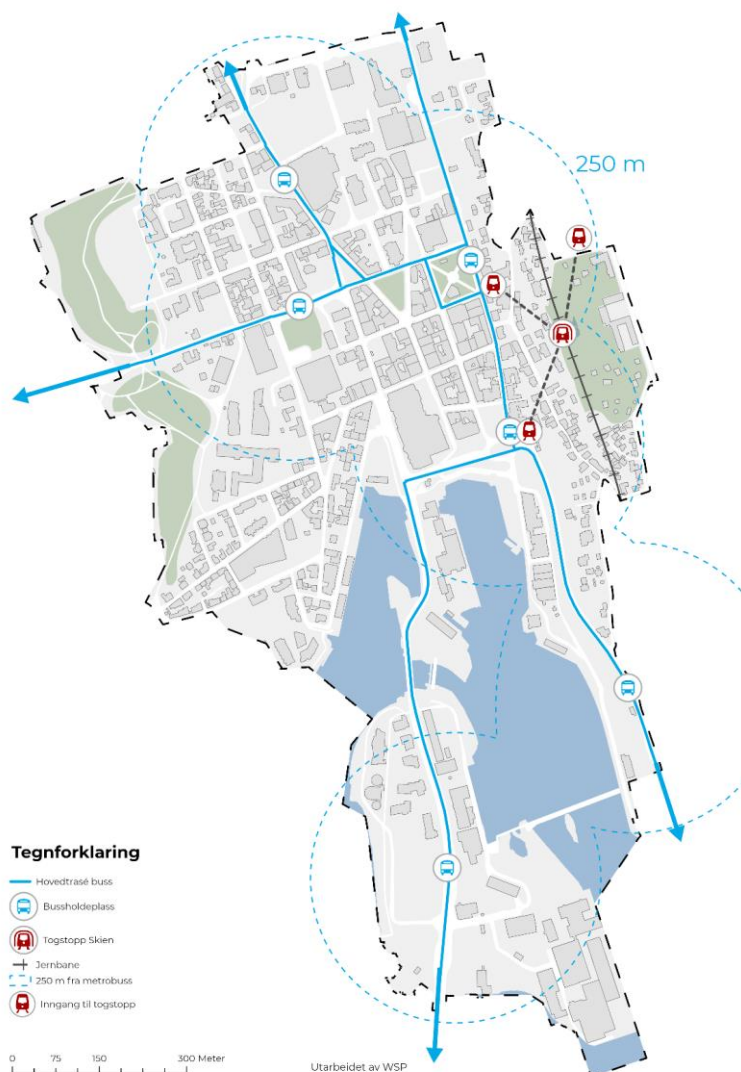 250 m
Tegnforklaring
Hovedtrasé buss
Bussholdeplass
Togstopp Skien
Jernbane
250 m fra metrobuss
Inngang til togstopp
0 75 150 300 Meter
Utarbeidet av WSP